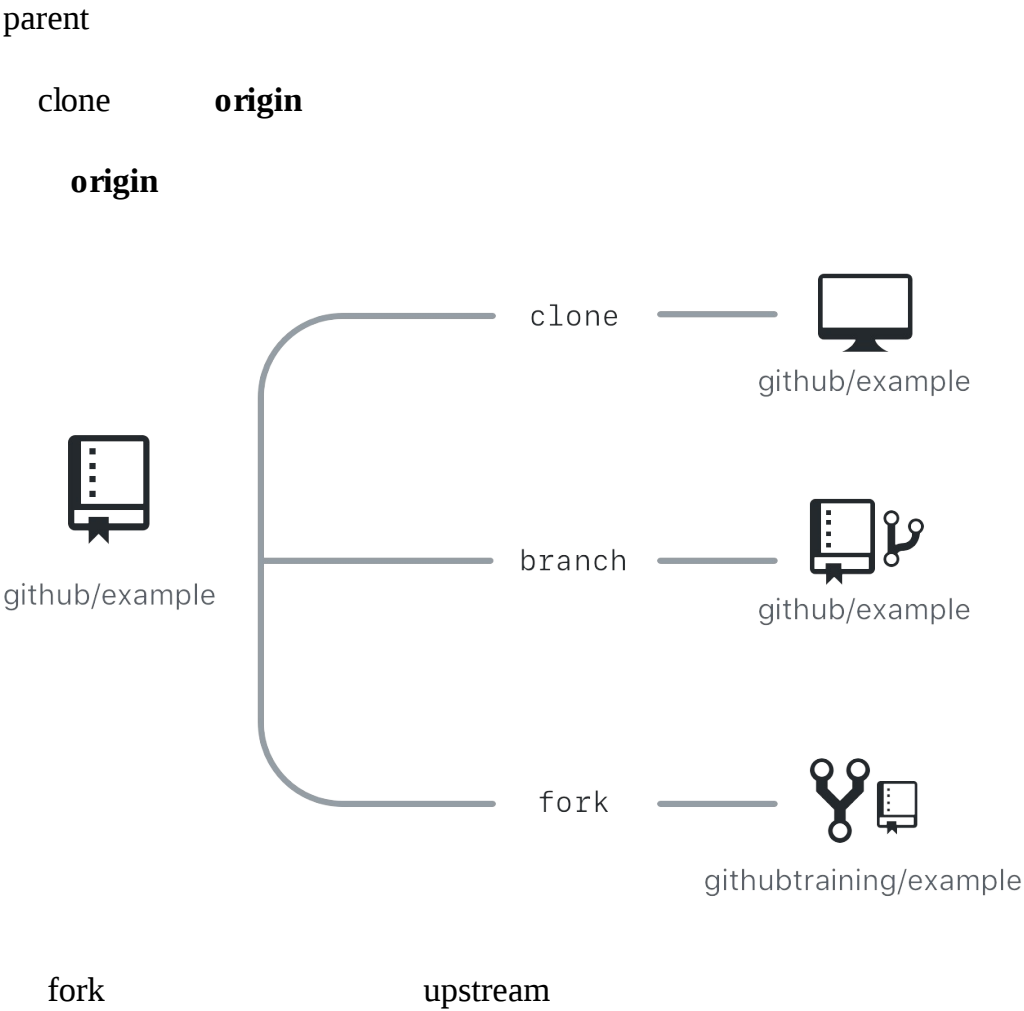 parent
clone origin
origin
clone
github/example
branch
github/example
github/example
fork
githubtraining/example
fork upstream